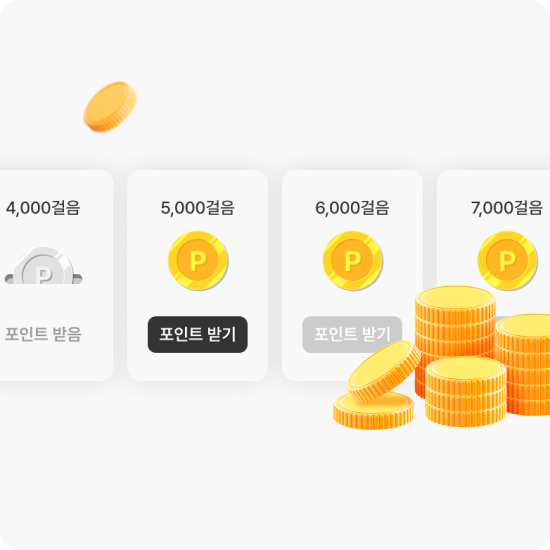 4,000걸음
P
포인트 받음
5,000걸음
P
포인트 받기
6,000걸음
P
포인트 받기
7,000걸음
P